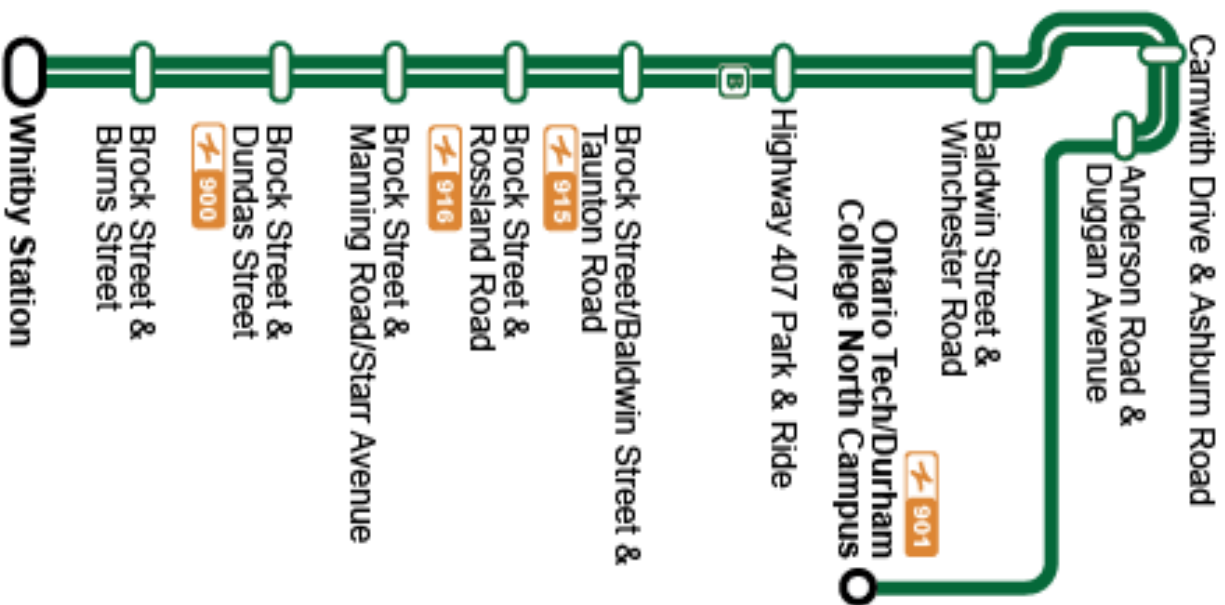 Carnwith Drive & Ashburn Road
Anderson Road &
Duggan Avenue
Baldwin Street &
Winchester Road
901
Ontario Tech/Durham
College North Campus
Highway 407 Park & Ride
B
Brock Street/Baldwin Street &
Taunton Road
915
Brock Street &
Rossland Road
916
Brock Street &
Manning Road/Starr Avenue
Brock Street &
Dundas Street
900
Brock Street &
Burns Street
Whitby Station